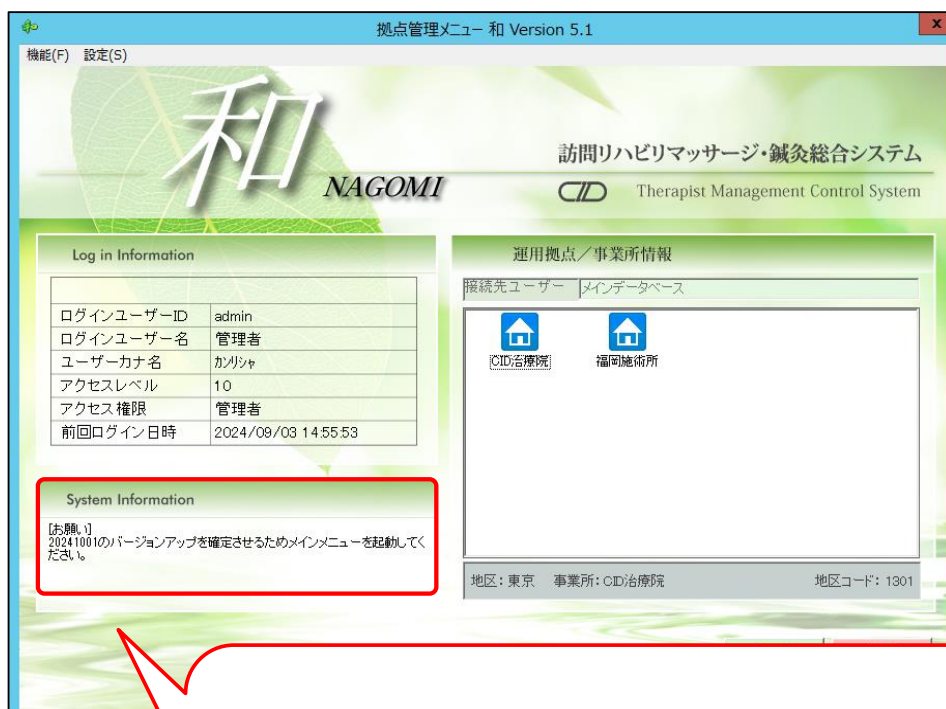 拠点管理メニュー 和 Version 5.1
x
機能(F) 設定(S)
和
NAGOMI
訪問リハビリマッサージ・鍼灸総合システム
CID Therapist Management Control System
Log in Information
ログインユーザーID admin
ログインユーザー名 管理者
ユーザーカナ名 カンリシャ
アクセスレベル 10
アクセス権限 管理者
前回ログイン日時 2024/09/03 14:55:53
System Information
[お願い]
20241001のバージョンアップを確定させるためメインメニューを起動してく
ださい。
運用拠点／事業所情報
接続先ユーザー メインデータベース
CID治療院 福岡施術所
地区：東京 事業所：CID治療院 地区コード：1301